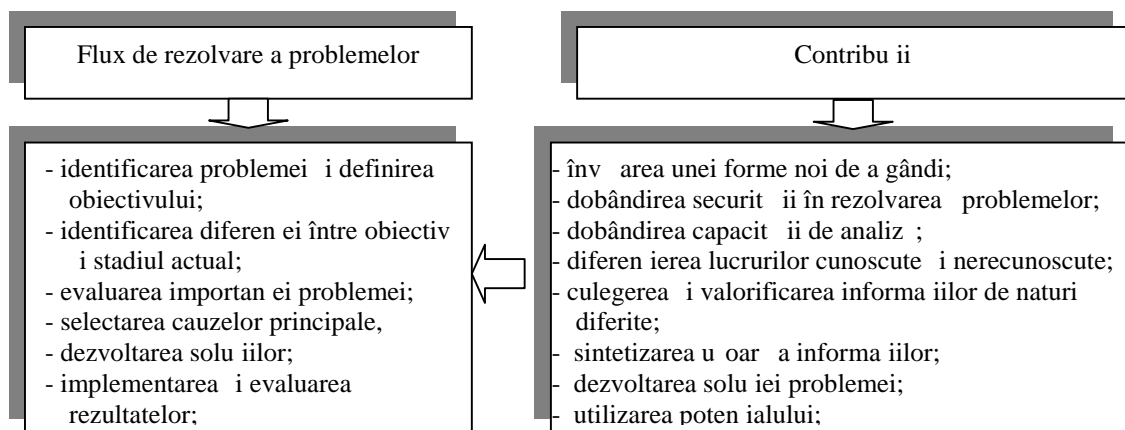 Flux de rezolvare a problemelor
- identificarea problemei i definirea
obiectivului;
- identificarea diferen ei între obiectiv
i stadiul actual;
- evaluarea importan ei problemei;
- selectarea cauzelor principale,
- dezvoltarea solu iilor;
- implementarea i evaluarea
rezultatelor;
Contribu ii
- înv area unei forme noi de a gândi;
- dobândirea securit ii în rezolvarea problemelor;
- dobândirea capacit ii de analiz ;
- diferen ierea lucrurilor cunoscute i nerecunoscute;
- culegerea i valorificarea informa iilor de naturi
diferite;
- sintetizarea u oar a informa iilor;
- dezvoltarea solu iei problemei;
- utilizarea poten ialului;